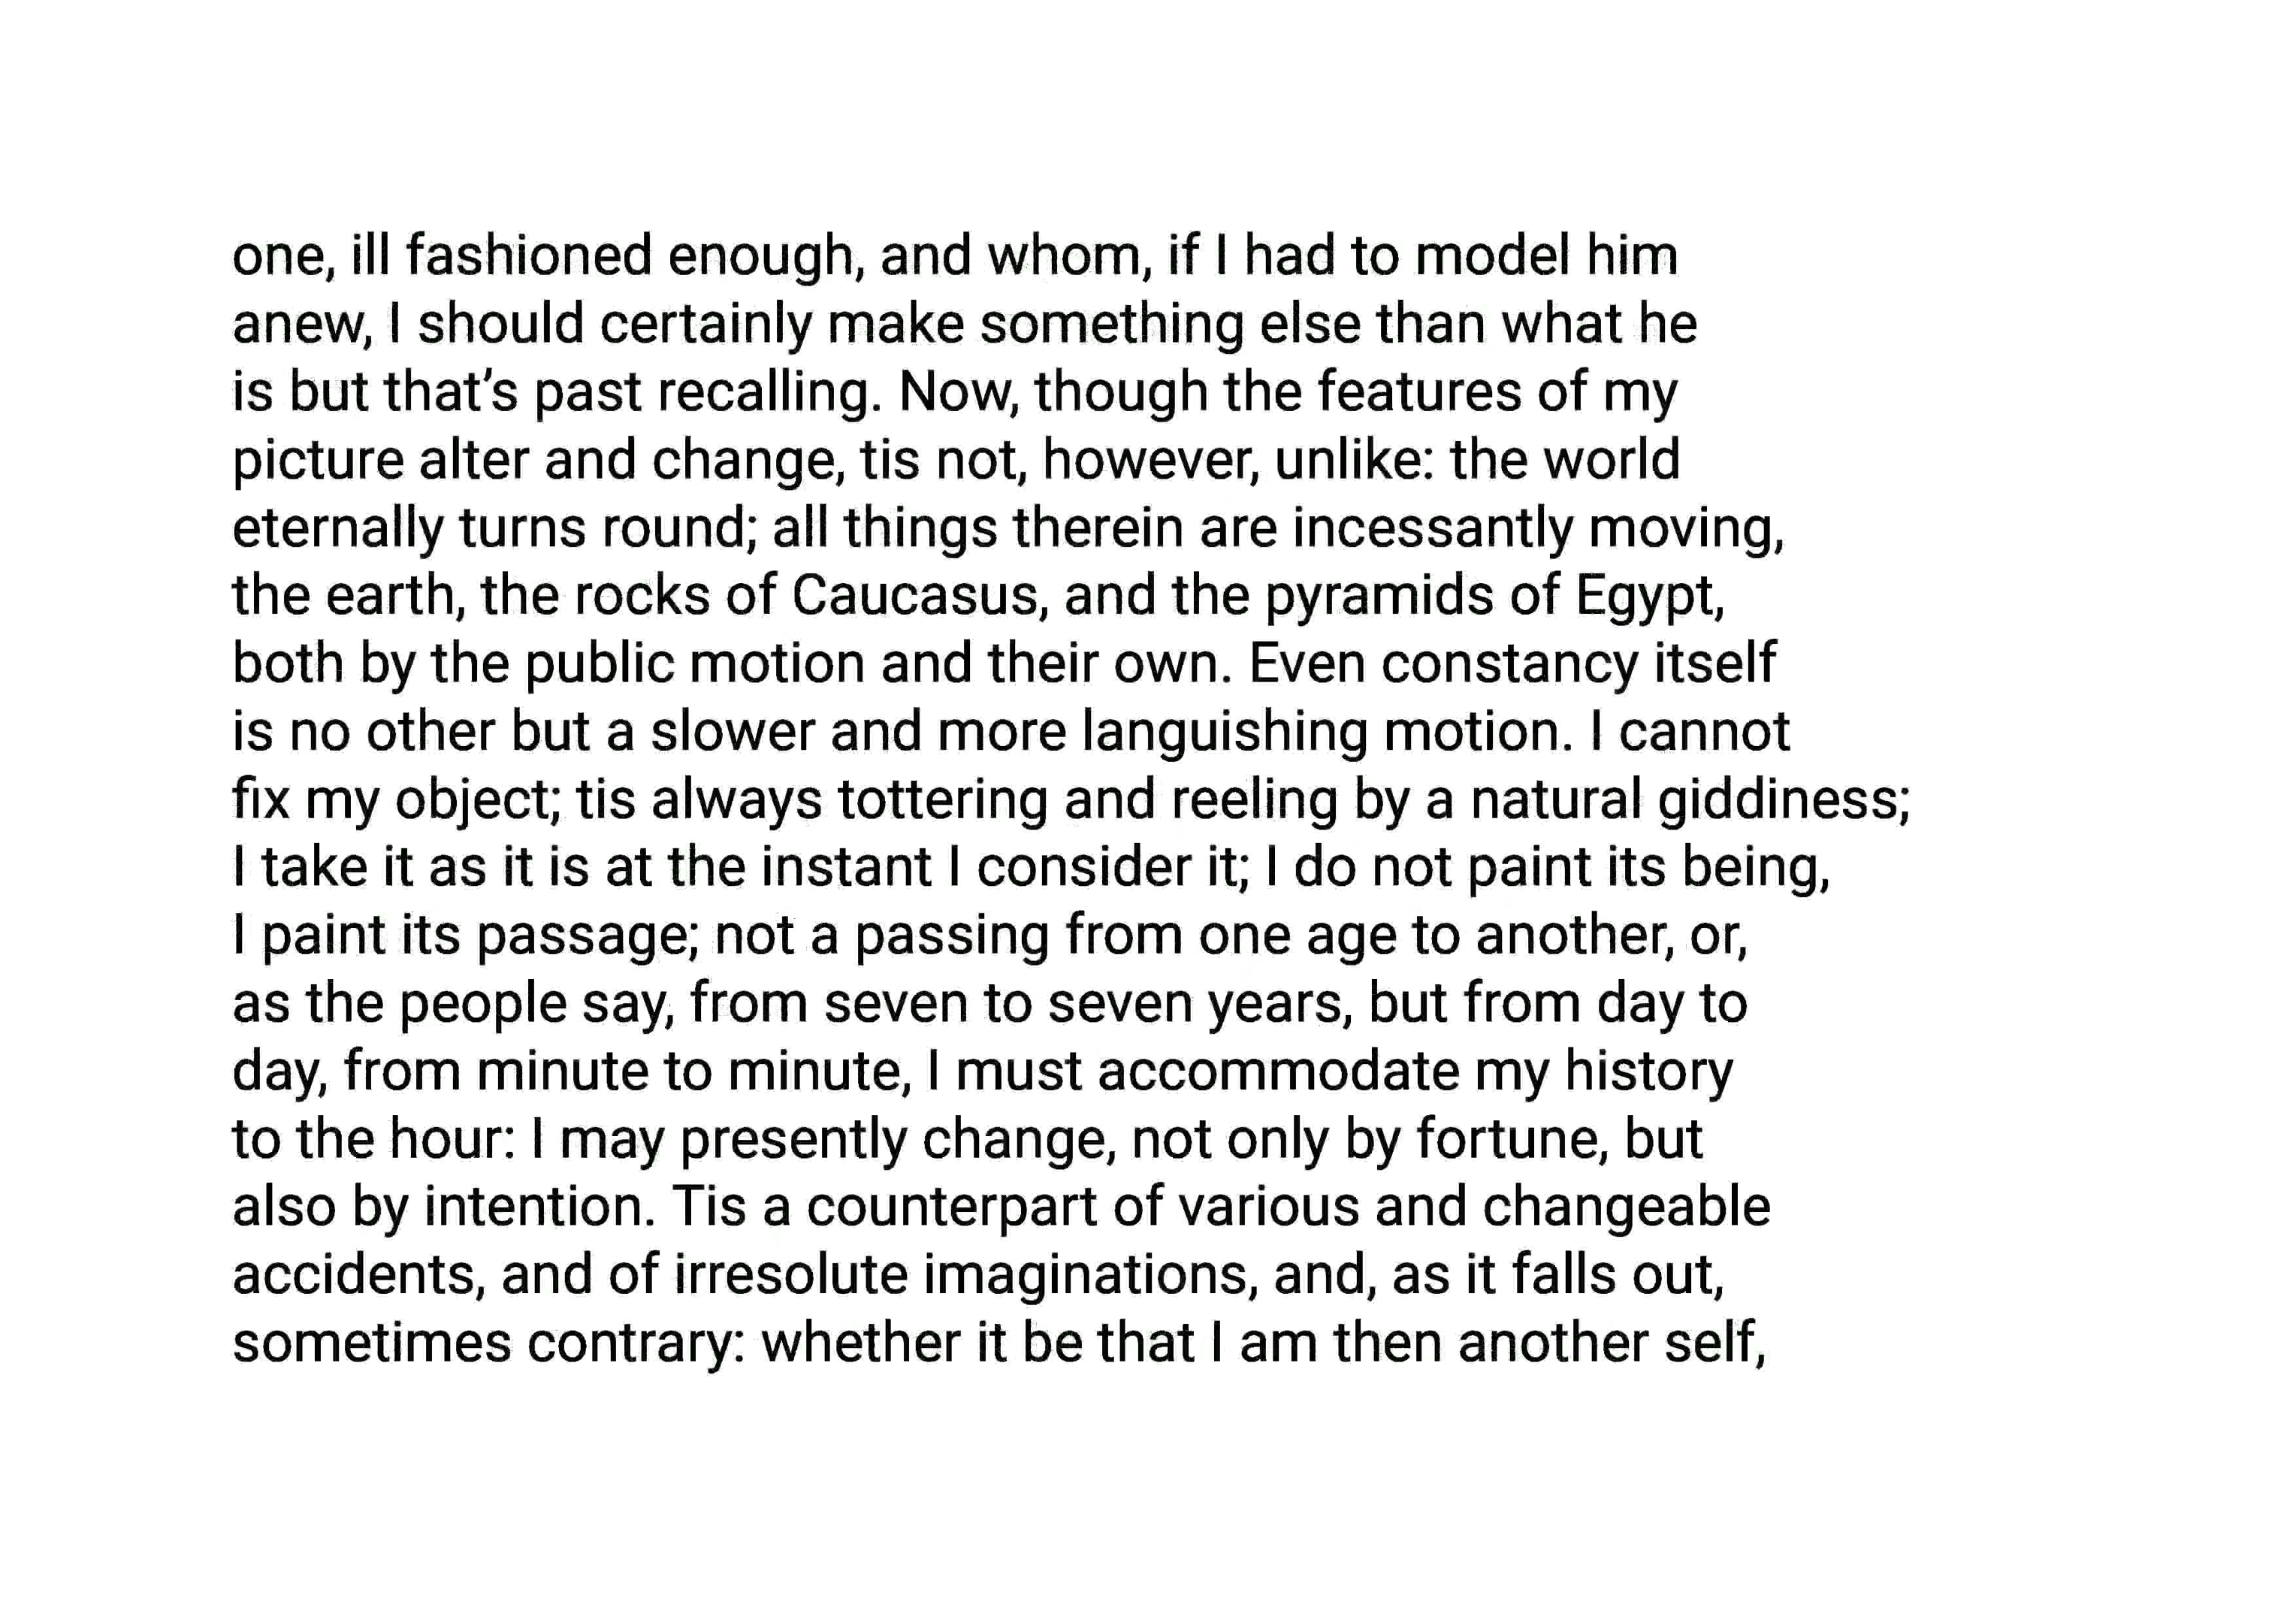 one, ill fashioned enough, and whom, if I had to model him
anew, I should certainly make something else than what he
is but that's past recalling. Now, though the features of my
picture alter and change, tis not, however, unlike: the world
eternally turns round; all things therein are incessantly moving,
the earth, the rocks of Caucasus, and the pyramids of Egypt,
both by the public motion and their own. Even constancy itself
is no other but a slower and more languishing motion. I cannot
fix my object; tis always tottering and reeling by a natural giddiness;
I take it as it is at the instant I consider it; I do not paint its being,
I paint its passage; not a passing from one age to another, or,
as the people say, from seven to seven years, but from day to
day, from minute to minute, I must accommodate my history
to the hour: I may presently change, not only by fortune, but
also by intention. Tis a counterpart of various and changeable
accidents, and of irresolute imaginations, and, as it falls out,
sometimes contrary: whether it be that I am then another self,